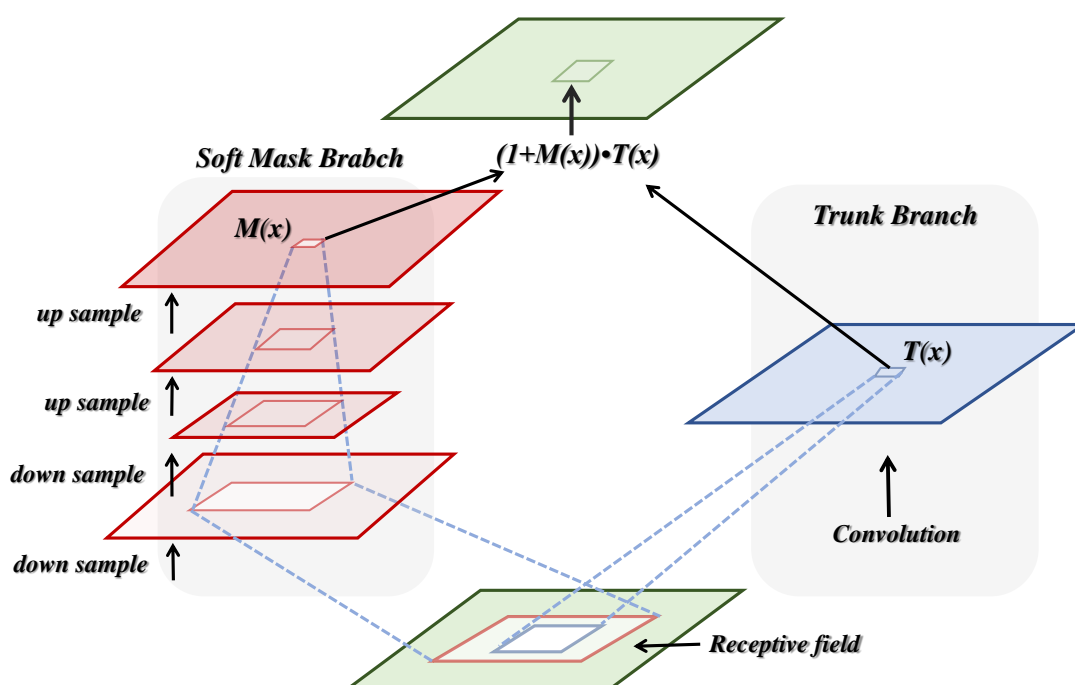 (1+M(x))•T(x)
Soft Mask Brabch
M(x)
up sample
up sample
down sample
down sample
Trunk Branch
T(x)
Convolution
Receptive field